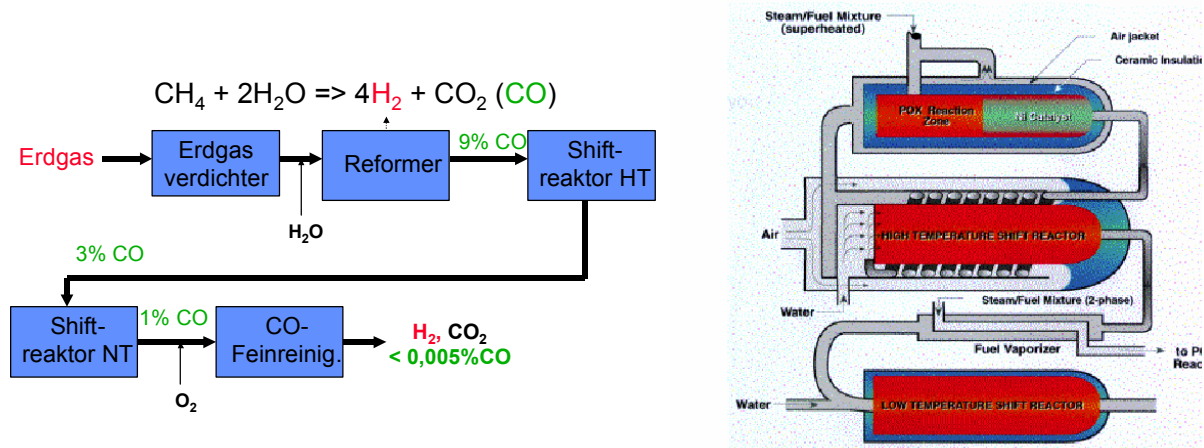 CH₄ + 2H₂O => 4H₂ + CO₂ (CO)
Erdgas
Erdgas
verdichter
H₂O
Reformer
9% CO
Shift-
reaktor HT
3% CO
Shift-
reaktor NT
1% CO
O₂
CO-
Feinreinig.
H₂, CO₂
< 0,005%CO
Steam/Fuel Mixture
(superheated)
Air jacket
Ceramic Insulatio
POX Reaction
Zone
Ni Catalyst
Air
HIGH TEMPERATURE SHIFT REACTOR
Water
Steam/Fuel Mixture (2-phase)
Fuel Vaporizer
to PO
Reac
Water
LOW TEMPERATURE SHIFT REACTOR